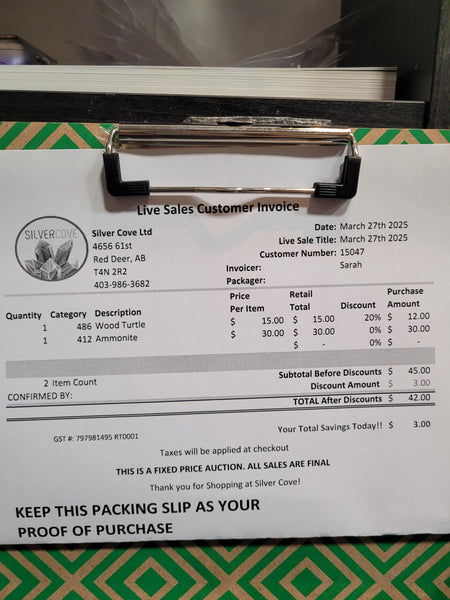 Live Sales Customer Invoice
SILVERCOVE
Silver Cove Ltd
4656 61st
Red Deer, AB
T4N 2R2
403-986-3682
Date: March 27th 2025
Live Sale Title: March 27th 2025
Customer Number: 15047
Invoicer: Sarah
Packager:
Quantity Category Description Price Per Item Retail Total Discount Purchase Amount
1 486 Wood Turtle $ 15.00 $ 15.00 20% $ 12.00
1 412 Ammonite $ 30.00 $ 30.00 0% $ 30.00
$ - 0% $ -
Subtotal Before Discounts $ 45.00
2 Item Count Discount Amount $ 3.00
CONFIRMED BY: TOTAL After Discounts $ 42.00
GST #: 797981495 RT0001 Your Total Savings Today!! $ 3.00
Taxes will be applied at checkout
THIS IS A FIXED PRICE AUCTION. ALL SALES ARE FINAL
Thank you for Shopping at Silver Cove!
KEEP THIS PACKING SLIP AS YOUR
PROOF OF PURCHASE